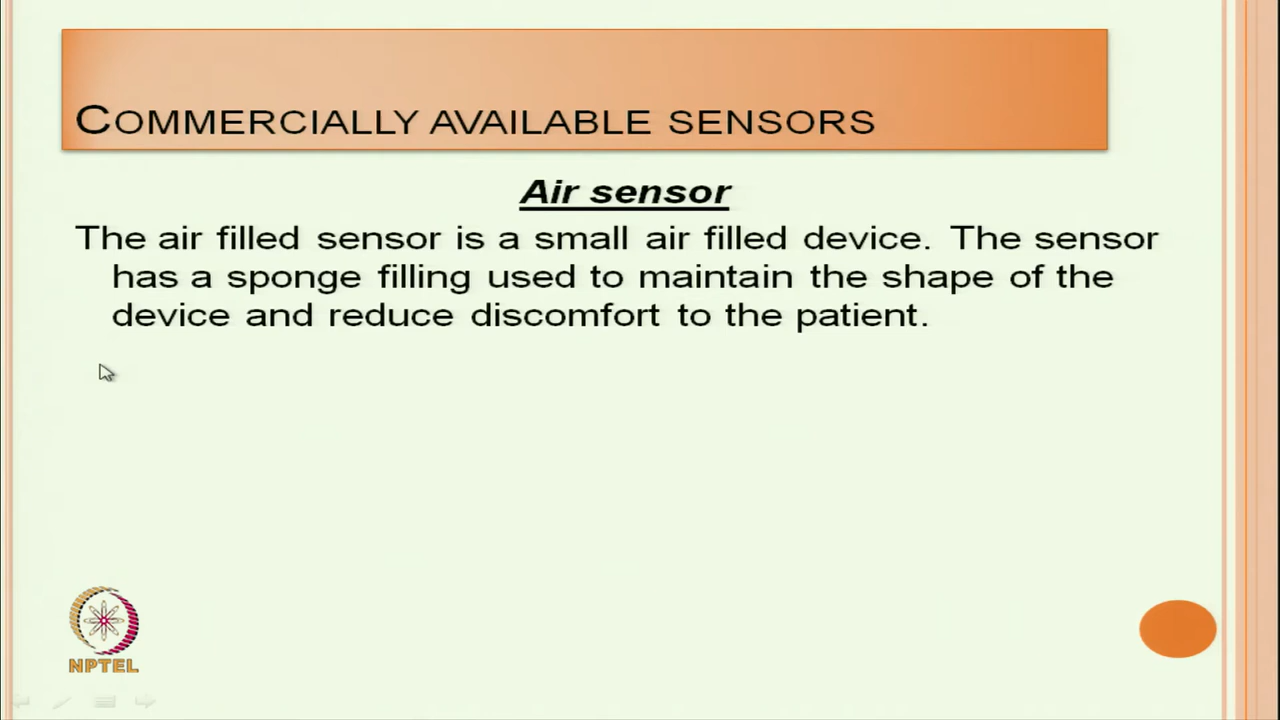 COMMERCIALLY AVAILABLE SENSORS
Air sensor
The air filled sensor is a small air filled device. The sensor
has a sponge filling used to maintain the shape of the
device and reduce discomfort to the patient.
NPTEL